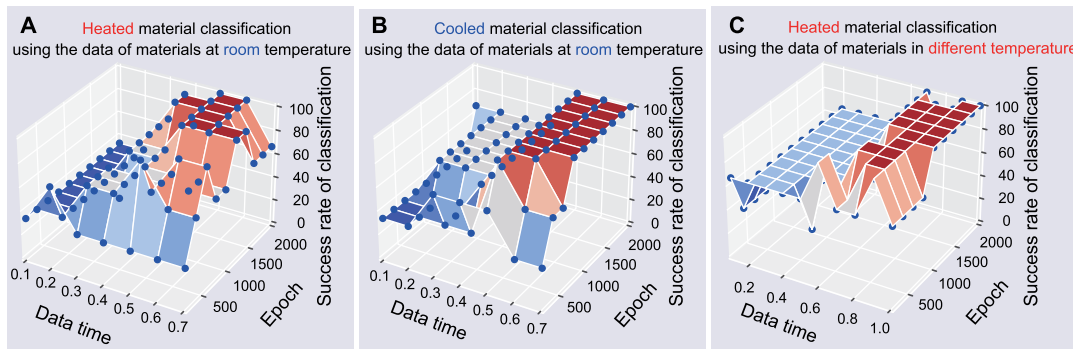 A
Heated material classification
using the data of materials at room temperature
100
80
60
40
20
0
Success rate of classification
2000
1500
1000
500
Epoch
0.1
0.2
0.3
0.4
0.5
0.6
0.7
Data time
B
Cooled material classification
using the data of materials at room temperature
100
80
60
40
20
0
Success rate of classification
2000
1500
1000
500
Epoch
0.1
0.2
0.3
0.4
0.5
0.6
0.7
Data time
C
Heated material classification
using the data of materials in different temperature
100
80
60
40
20
0
Success rate of classification
2000
1500
1000
500
Epoch
0.2
0.4
0.6
0.8
1.0
Data time